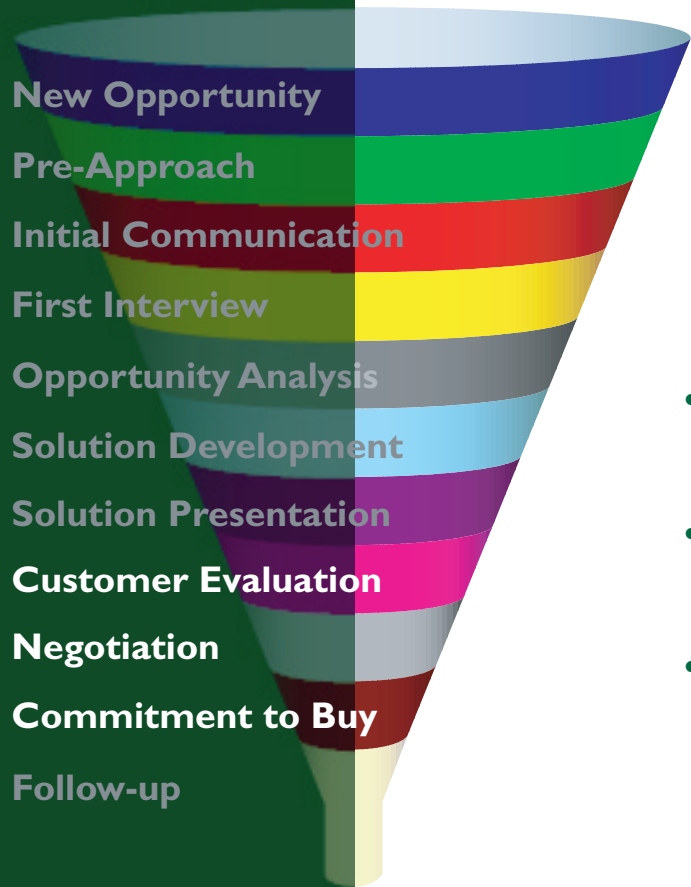 New Opportunity
Pre-Approach
Initial Communication
First Interview
Opportunity Analysis
Solution Development
Solution Presentation
Customer Evaluation
Negotiation
Commitment to Buy
Follow-up